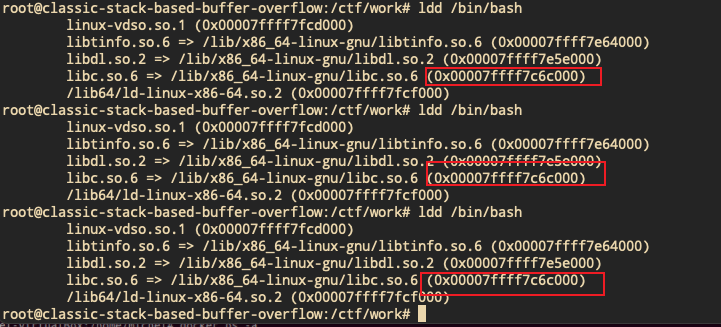 root@classic-stack-based-buffer-overflow:/ctf/work# ldd /bin/bash
linux-vdso.so.1 (0x00007ffff7fcd000)
libtinfo.so.6 => /lib/x86_64-linux-gnu/libtinfo.so.6 (0x00007ffff7e64000)
libdl.so.2 => /lib/x86_64-linux-gnu/libdl.so.2 (0x00007ffff7e5e000)
libc.so.6 => /lib/x86_64-linux-gnu/libc.so.6 (0x00007ffff7c6c000)
/lib64/ld-linux-x86-64.so.2 (0x00007ffff7fcf000)
root@classic-stack-based-buffer-overflow:/ctf/work# ldd /bin/bash
linux-vdso.so.1 (0x00007ffff7fcd000)
libtinfo.so.6 => /lib/x86_64-linux-gnu/libtinfo.so.6 (0x00007ffff7e64000)
libdl.so.2 => /lib/x86_64-linux-gnu/libdl.so.2 (0x00007ffff7e5e000)
libc.so.6 => /lib/x86_64-linux-gnu/libc.so.6 (0x00007ffff7c6c000)
/lib64/ld-linux-x86-64.so.2 (0x00007ffff7fcf000)
root@classic-stack-based-buffer-overflow:/ctf/work# ldd /bin/bash
linux-vdso.so.1 (0x00007ffff7fcd000)
libtinfo.so.6 => /lib/x86_64-linux-gnu/libtinfo.so.6 (0x00007ffff7e64000)
libdl.so.2 => /lib/x86_64-linux-gnu/libdl.so.2 (0x00007ffff7e5e000)
libc.so.6 => /lib/x86_64-linux-gnu/libc.so.6 (0x00007ffff7c6c000)
/lib64/ld-linux-x86-64.so.2 (0x00007ffff7fcf000)
root@classic-stack-based-buffer-overflow:/ctf/work#